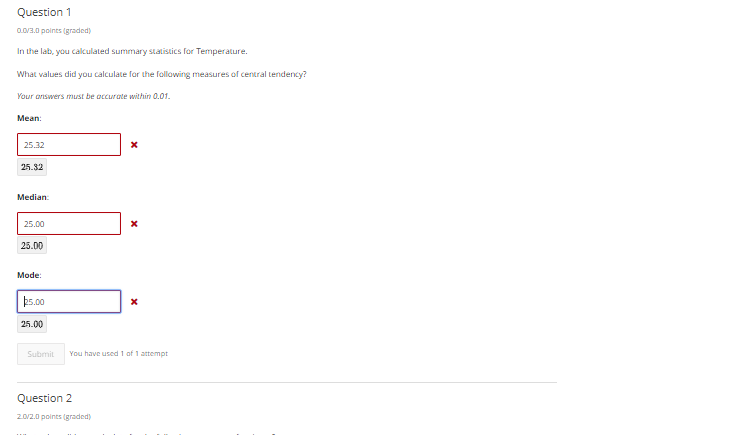 Question 1
0.0/3.0 points (graded)
In the lab, you calculated summary statistics for Temperature.
What values did you calculate for the following measures of central tendency?
Your answers must be accurate within 0.01.
Mean:
25.32
25.32
Median:
25.00
25.00
Mode:
25.00
25.00
Submit You have used 1 of 1 attempt
Question 2
2.0/2.0 points (graded)